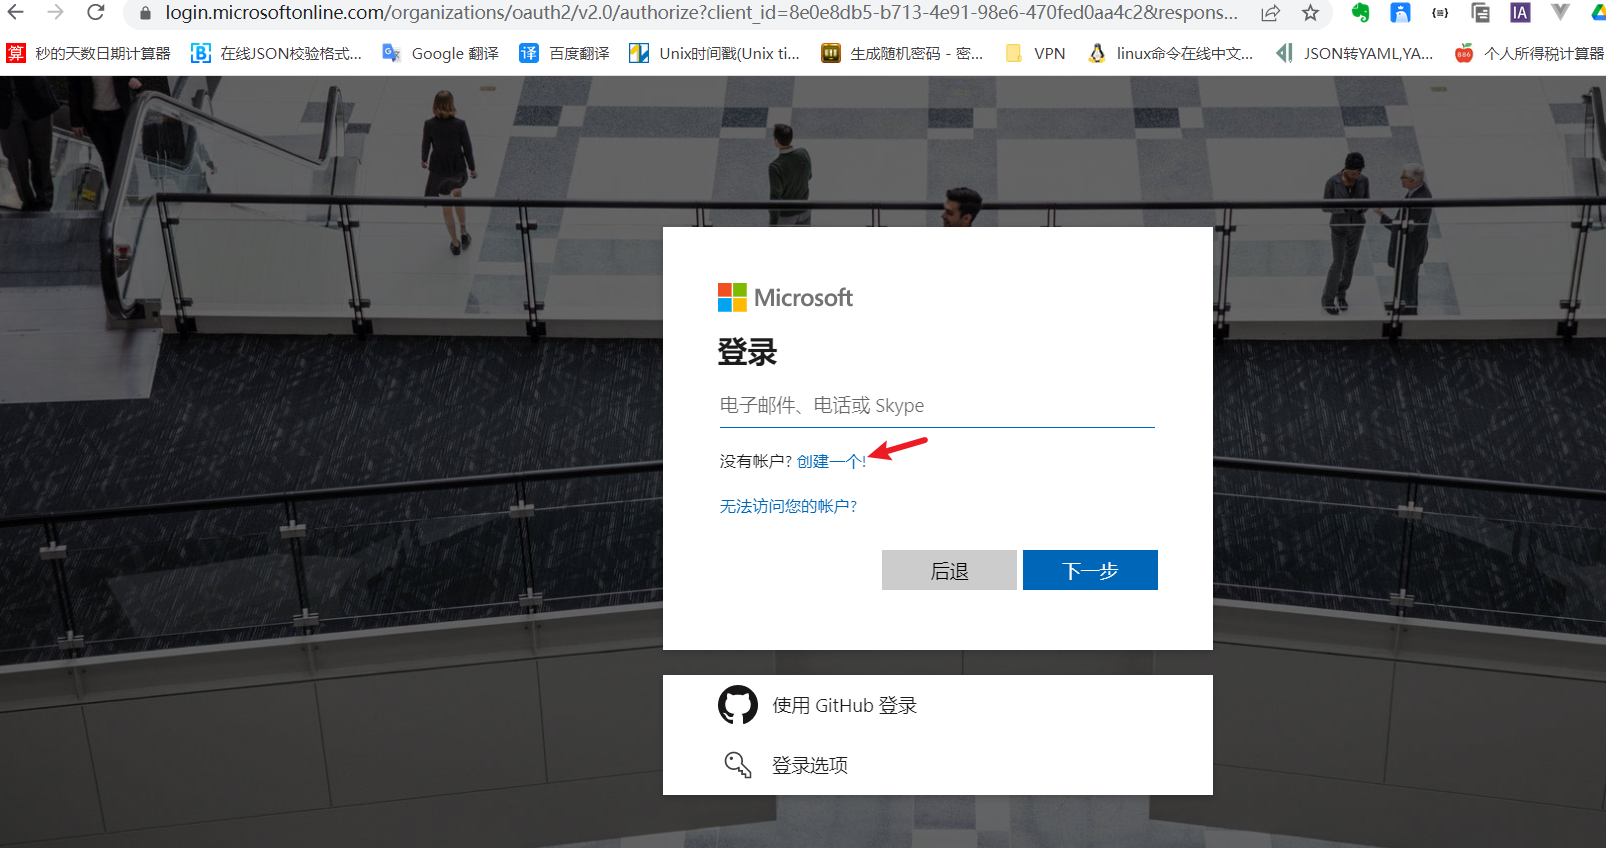 login.microsoftonline.com/organizations/oauth2/v2.0/authorize?client_id=8e0e8db5-b713-4e91-98e6-470fed0aa4c2&respons...
IA
算 秒的天数日期计算器 在线JSON校验格式... Google 翻译 译 百度翻译 Unix时间戳(Unix ti... 生成随机密码 - 密... VPN linux命令在线中文... JSON转YAML,YA... 个人所得税计算器
Microsoft
登录
电子邮件、电话或 Skype
没有帐户? 创建一个!
无法访问您的帐户?
后退 下一步
使用 GitHub 登录
登录选项